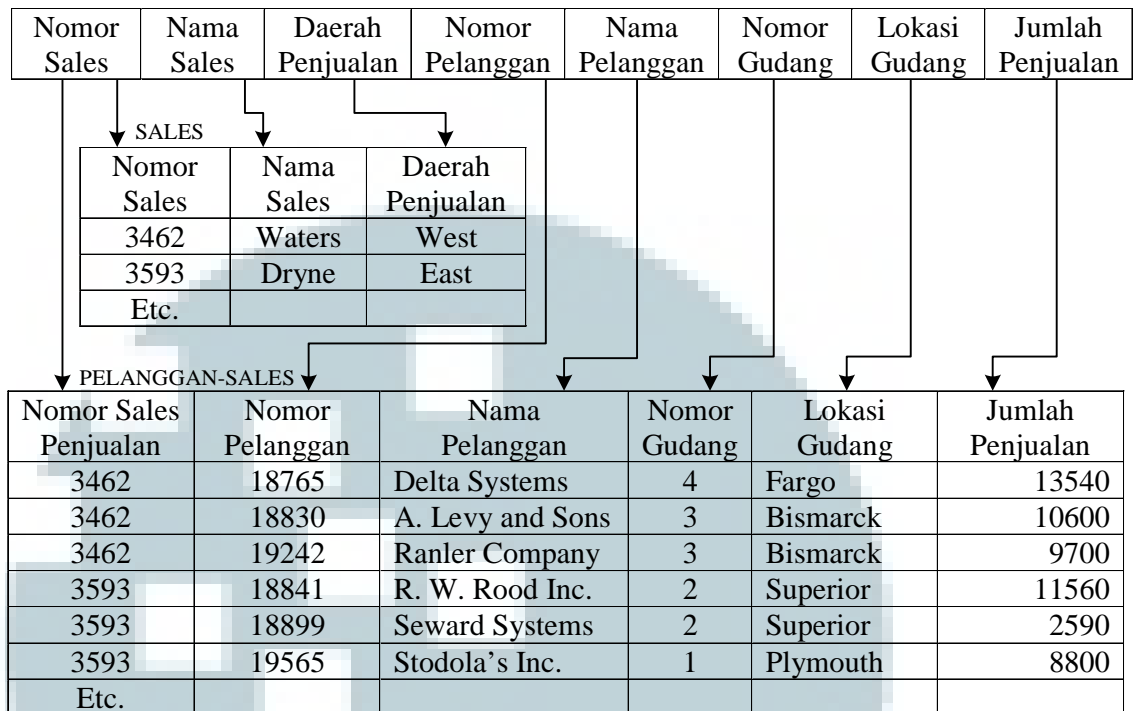 Nomor Nama Daerah Nomor Nama Nomor Lokasi Jumlah
Sales Sales Penjualan Pelanggan Pelanggan Gudang Gudang Penjualan
SALES
Nomor Nama Daerah
Sales Sales Penjualan
3462 Waters West
3593 Dryne East
Etc.
PELANGGAN-SALES
Nomor Sales Nomor Nama Nomor Lokasi Jumlah
Penjualan Pelanggan Pelanggan Gudang Gudang Penjualan
3462 18765 Delta Systems 4 Fargo 13540
3462 18830 A. Levy and Sons 3 Bismarck 10600
3462 19242 Ranler Company 3 Bismarck 9700
3593 18841 R. W. Rood Inc. 2 Superior 11560
3593 18899 Seward Systems 2 Superior 2590
3593 19565 Stodola's Inc. 1 Plymouth 8800
Etc.